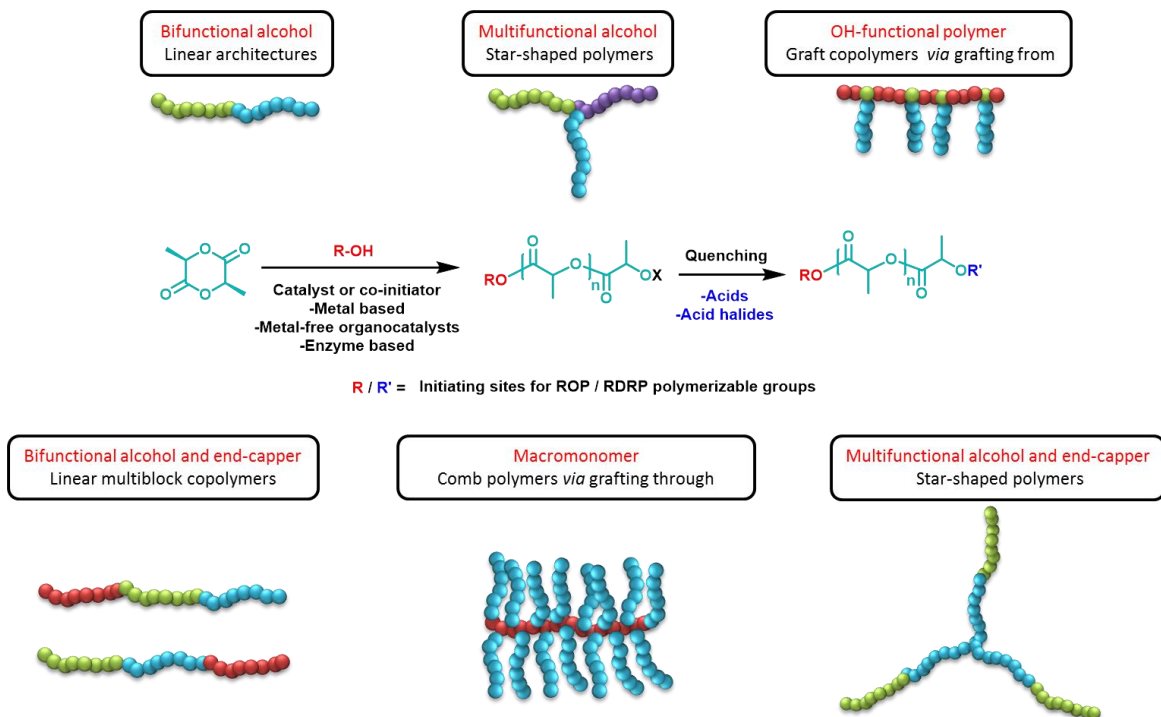 Bifunctional alcohol
Linear architectures
Multifunctional alcohol
Star-shaped polymers
OH-functional polymer
Graft copolymers via grafting from
O
O
O
O
R-OH
Catalyst or co-initiator
-Metal based
-Metal-free organocatalysts
-Enzyme based
RO
O
O
n
O
OX
Quenching
-Acids
-Acid halides
RO
O
O
n
O
OR'
R / R' = Initiating sites for ROP / RDRP polymerizable groups
Bifunctional alcohol and end-capper
Linear multiblock copolymers
Macromonomer
Comb polymers via grafting through
Multifunctional alcohol and end-capper
Star-shaped polymers